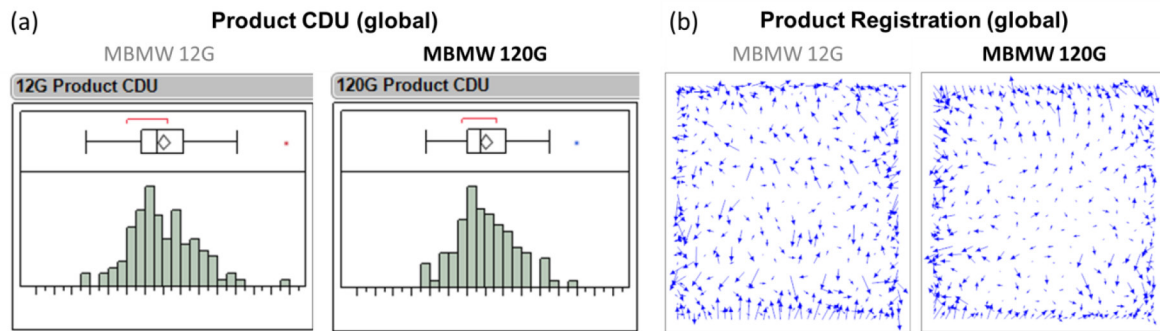 (a)
Product CDU (global)
MBMW 12G
MBMW 120G
12G Product CDU
120G Product CDU
(b)
Product Registration (global)
MBMW 12G
MBMW 120G